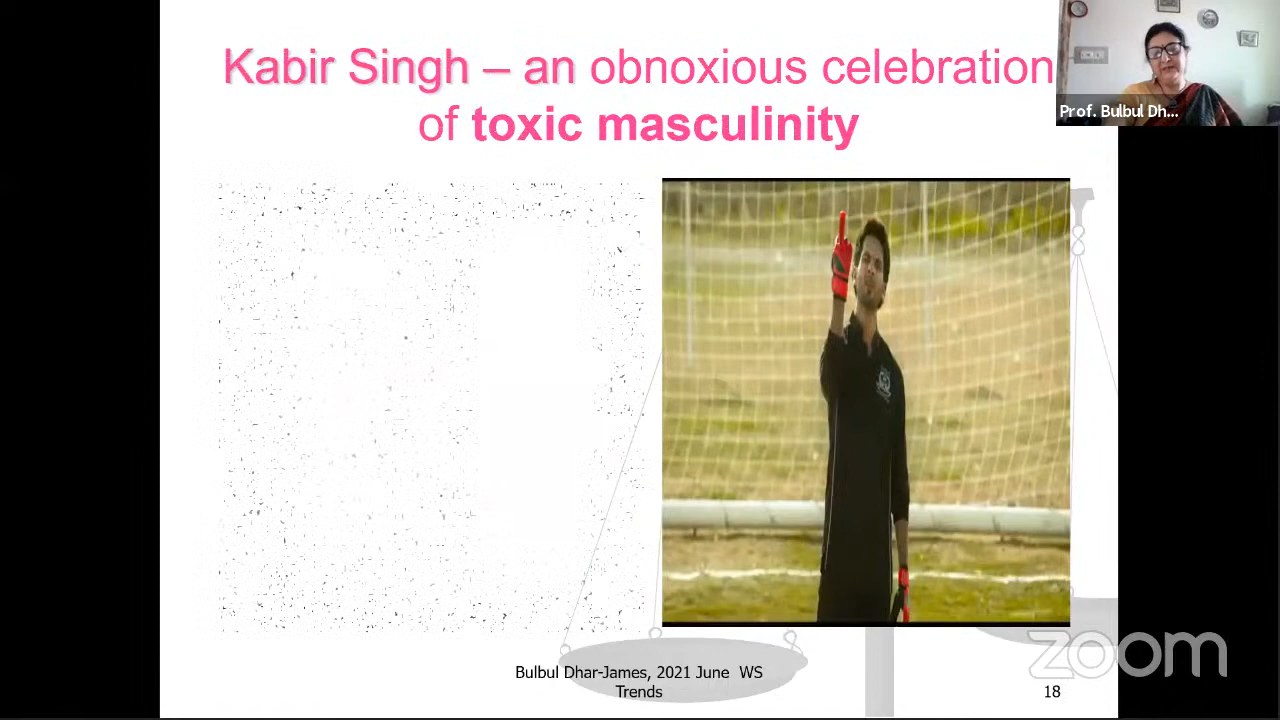 Kabir Singh – an obnoxious celebration
of toxic masculinity
Prof. Bulbul Dh...
Bulbul Dhar-James, 2021 June WS
Trends
18
zoom